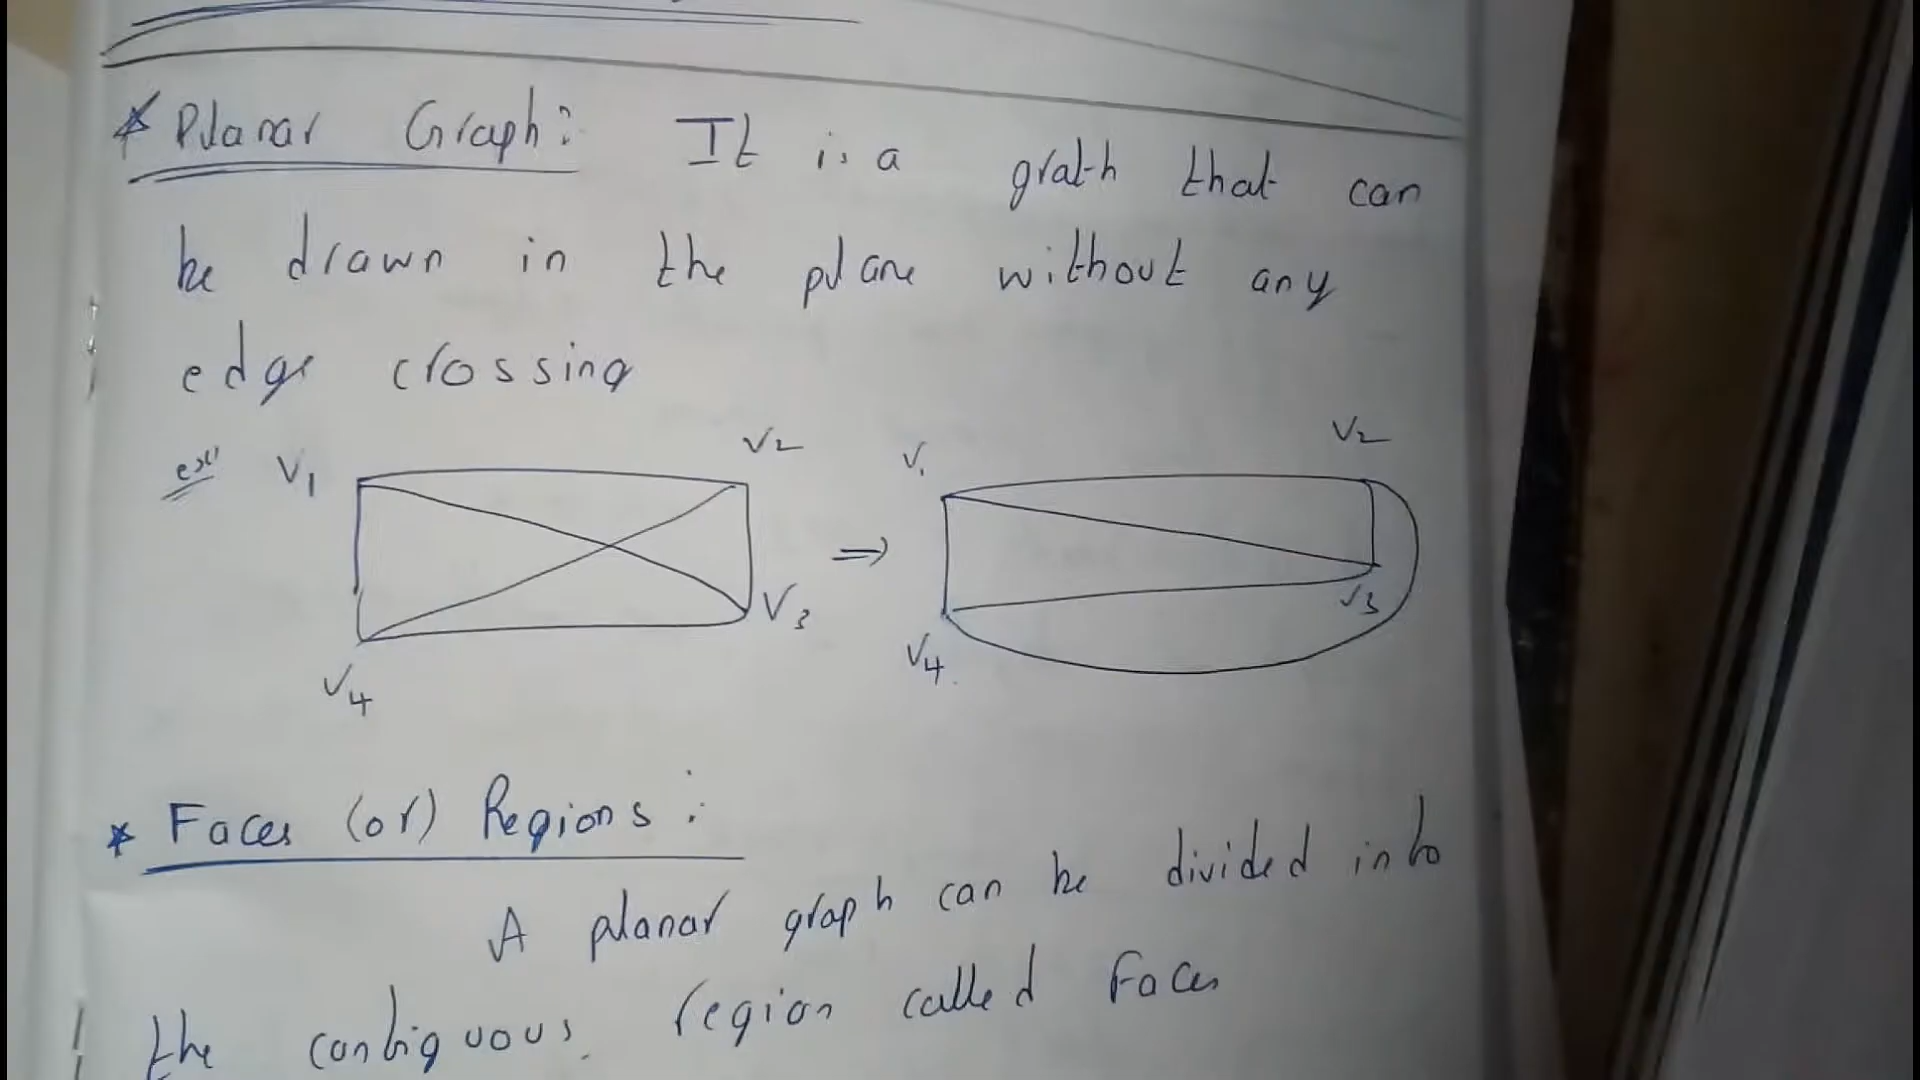 * Planar Graph: It is a grath that can
be drawn in the plane without any
edge crossing
ex:
V1 V2
V3
V4
⇒
V1 V2
V3
V4
* Faces (or) Regions:
A planar graph can be divided into
the contiguous region called Faces